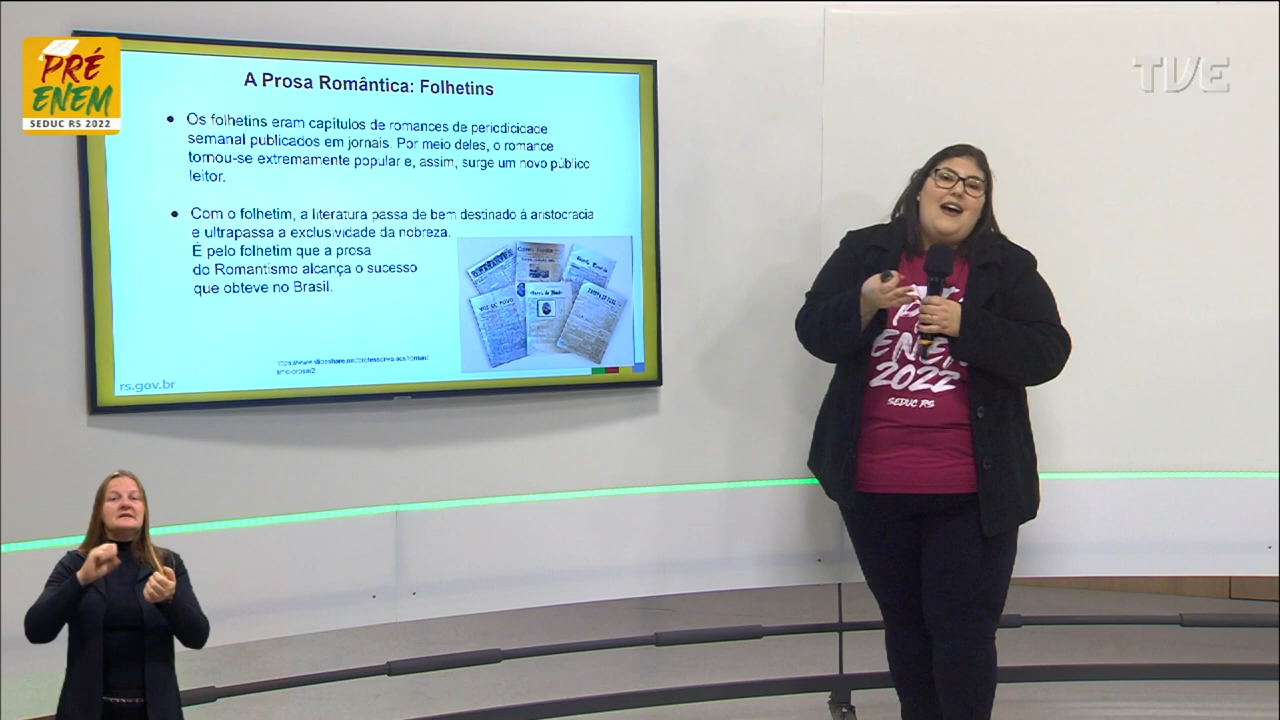 PRÉ
ENEM
SEDUC RS 2022
TVE
A Prosa Romântica: Folhetins
Os folhetins eram capítulos de romances de periodicidade
semanal publicados em jornais. Por meio deles, o romance
tornou-se extremamente popular e, assim, surge um novo público
leitor.
Com o folhetim, a literatura passa de bem destinado à aristocracia
e ultrapassa a exclusividade da nobreza.
É pelo folhetim que a prosa
do Romantismo alcança o sucesso
que obteve no Brasil.
rs.gov.br
ENEM
2022
SEDUC RS